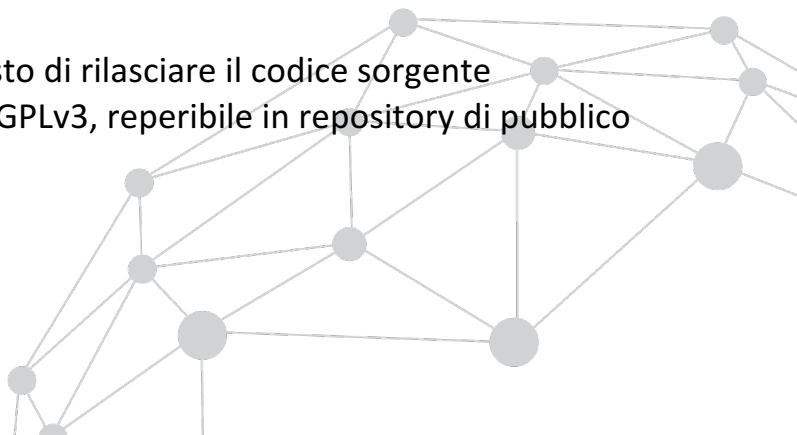 sto di rilasciare il codice sorgente
GPLv3, reperibile in repository di pubblico